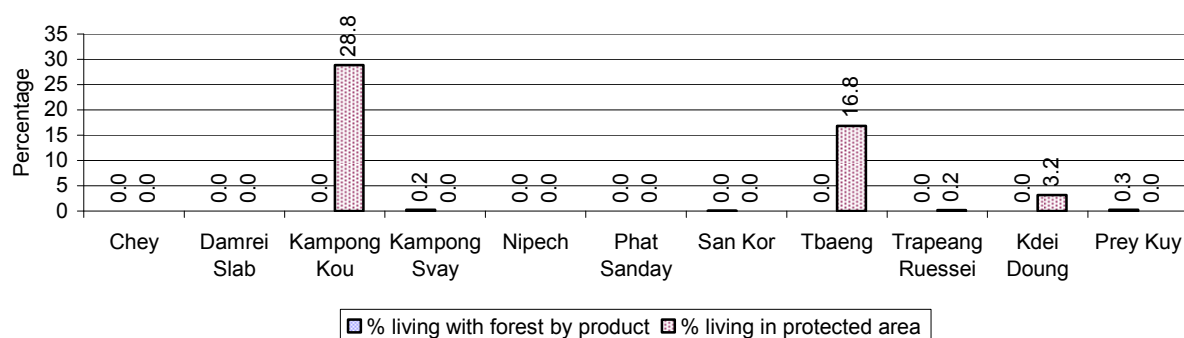 35
30
25
20
15
10
5
0
Percentage
0.0 0.0 0.0 0.0 0.0 28.8 0.2 0.0 0.0 0.0 0.0 0.0 0.0 0.0 0.0 16.8 0.0 0.2 0.0 3.2 0.3 0.0
Chey Damrei Kampong Kampong Nipech Phat San Kor Tbaeng Trapeang Kdei Prey Kuy
Slab Kou Svay Sanday Ruessei Doung
% living with forest by product % living in protected area